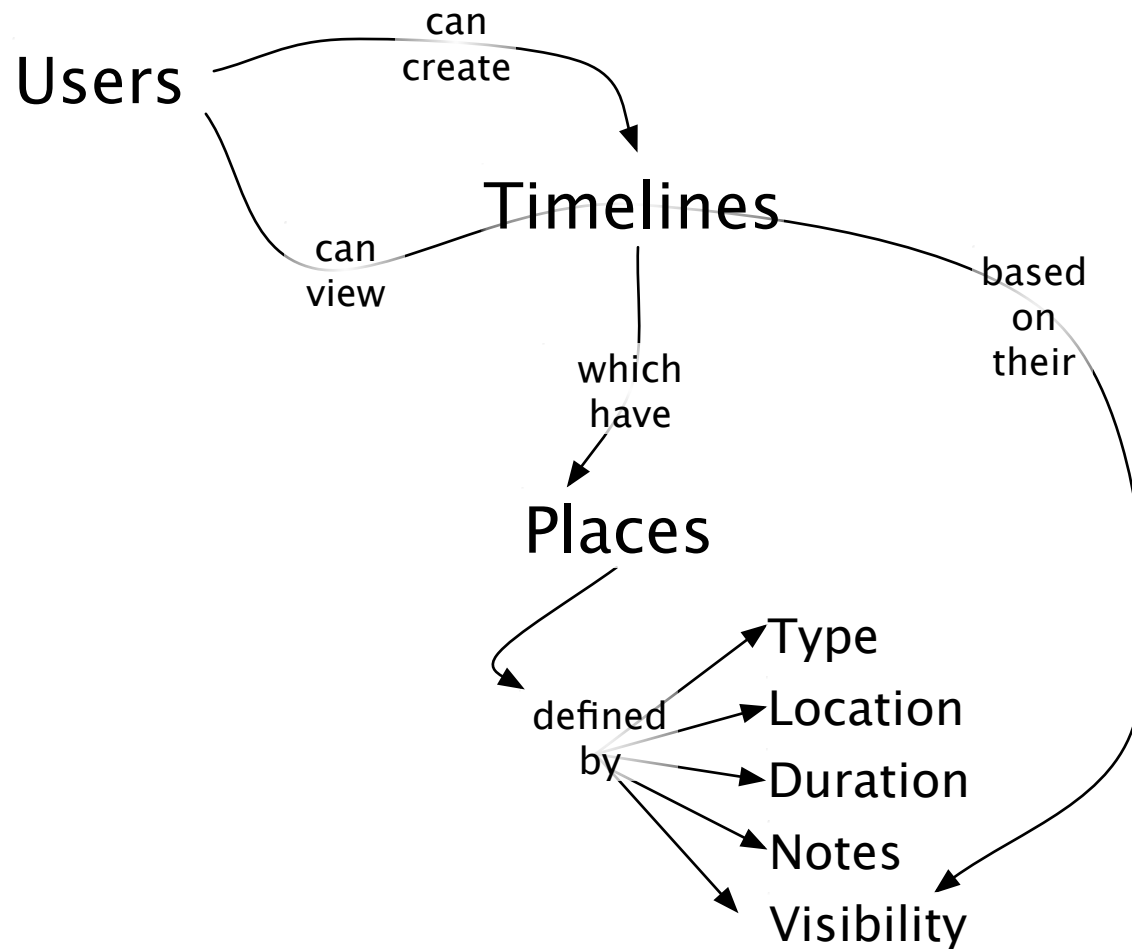 can
create
Users
Timelines
can
view
based
on
their
which
have
Places
defined
by
Type
Location
Duration
Notes
Visibility